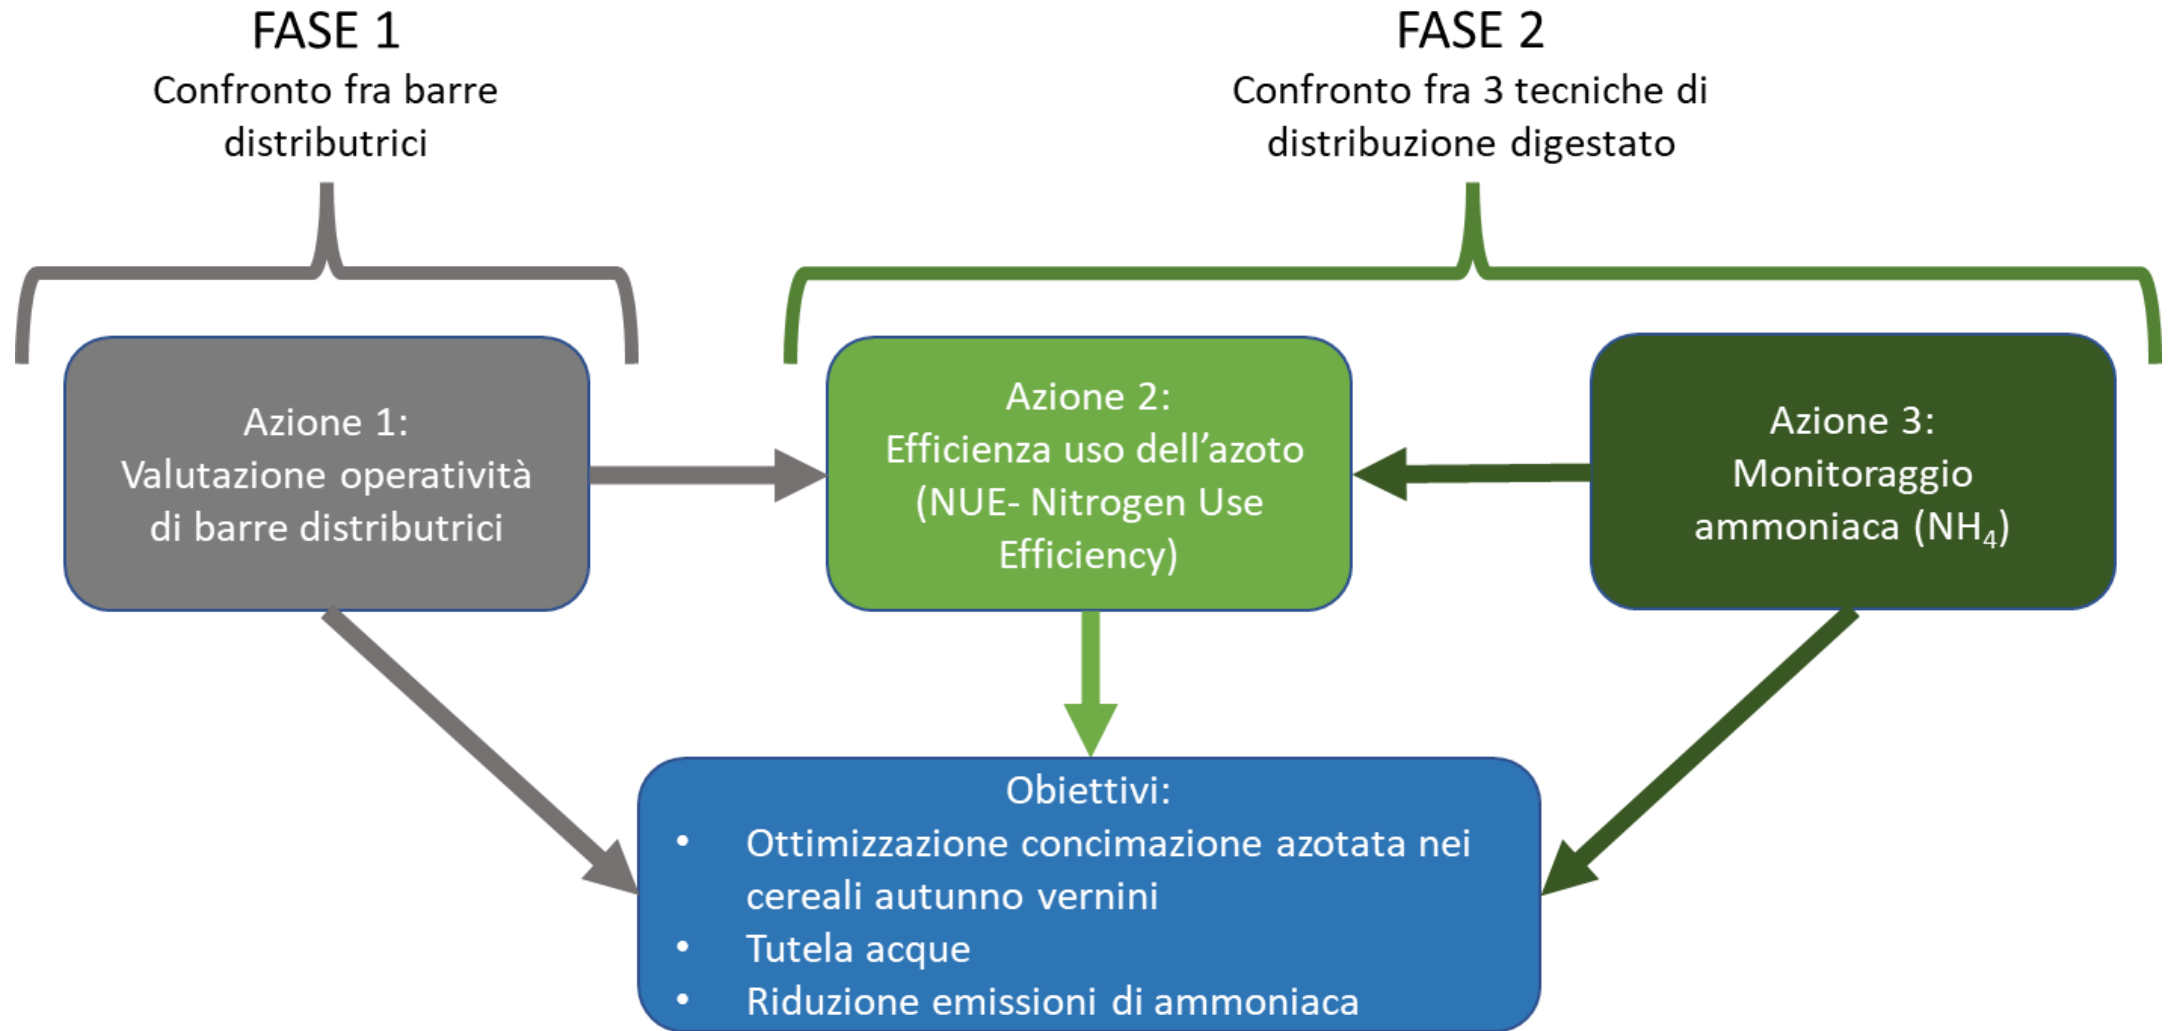 FASE 1
Confronto fra barre
distributrici
FASE 2
Confronto fra 3 tecniche di
distribuzione digestato
Azione 1:
Valutazione operatività
di barre distributrici
Azione 2:
Efficienza uso dell’azoto
(NUE- Nitrogen Use
Efficiency)
Azione 3:
Monitoraggio
ammoniaca (NH₄)
Obiettivi:
• Ottimizzazione concimazione azotata nei
cereali autunno vernini
• Tutela acque
• Riduzione emissioni di ammoniaca